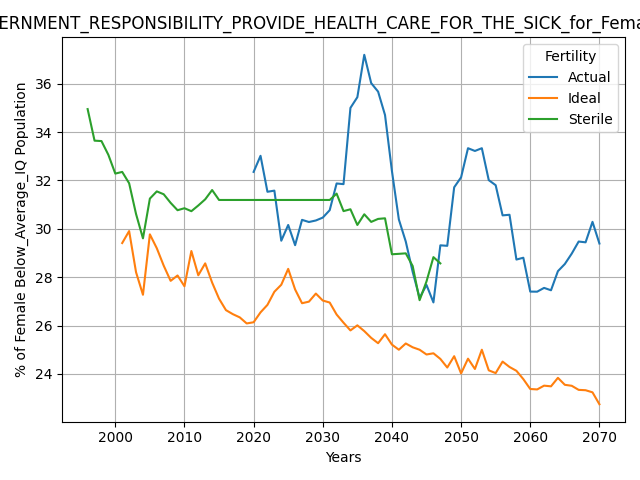 ERNMENT_RESPONSIBILITY_PROVIDE_HEALTH_CARE_FOR_THE_SICK_for_Fema
Fertility
Actual
Ideal
Sterile
% of Female Below_Average_IQ Population
36
34
32
30
28
26
24
2000 2010 2020 2030 2040 2050 2060 2070
Years